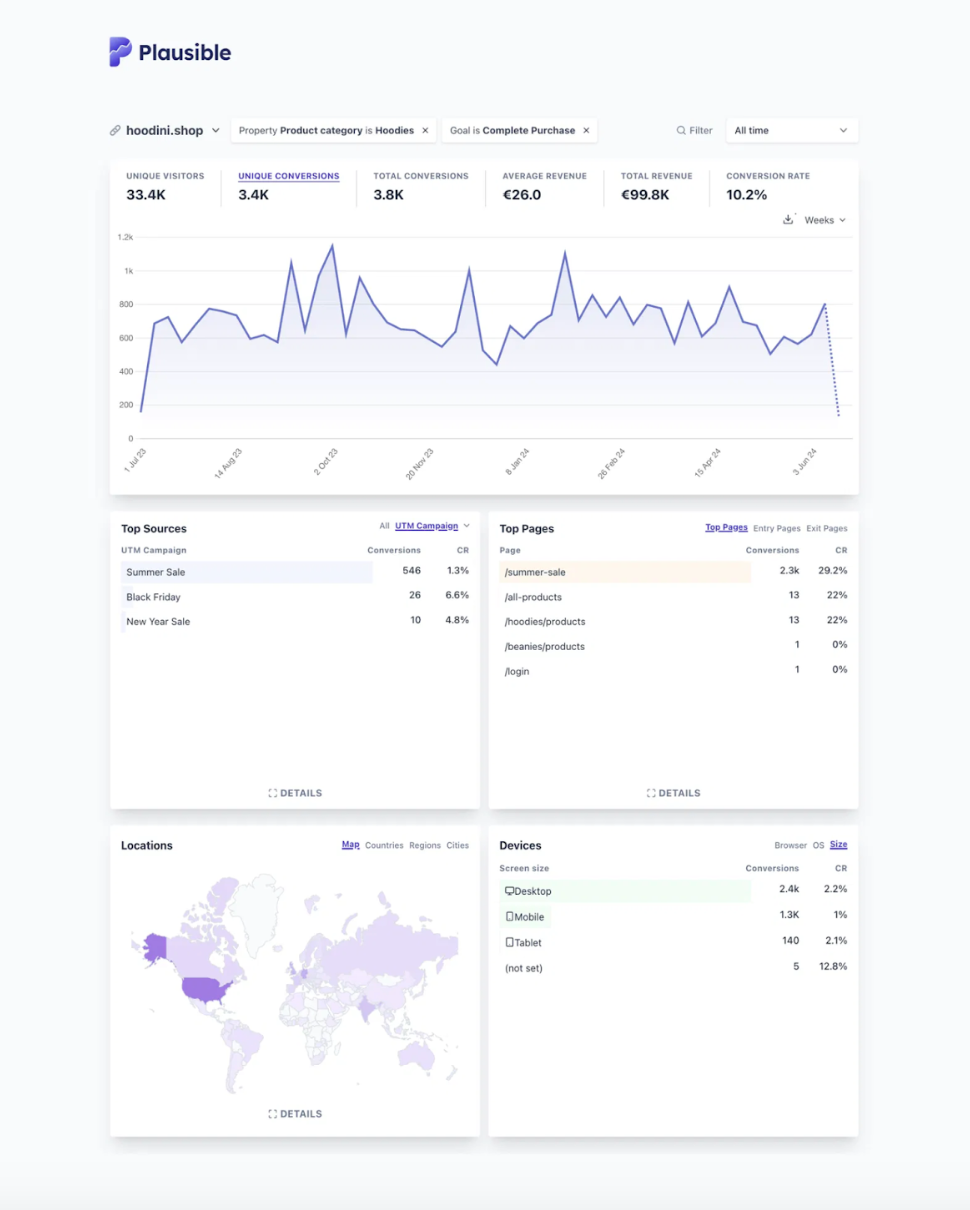 Plausible
hoodini.shop Property Product category is Hoodies × Goal is Complete Purchase × Filter All time
UNIQUE VISITORS UNIQUE CONVERSIONS TOTAL CONVERSIONS AVERAGE REVENUE TOTAL REVENUE CONVERSION RATE
33.4K 3.4K 3.8K €26.0 €99.8K 10.2%
Weeks
1.2k
1k
800
600
400
200
0
1 Jul 23 14 Aug 23 2 Oct 23 20 Nov 23 8 Jan 24 26 Feb 24 15 Apr 24 3 Jun 24
Top Sources All UTM Campaign
UTM Campaign Conversions CR
Summer Sale 546 1.3%
Black Friday 26 6.6%
New Year Sale 10 4.8%
DETAILS
Top Pages Top Pages Entry Pages Exit Pages
Page Conversions CR
/summer-sale 2.3k 29.2%
/all-products 13 22%
/hoodies/products 13 22%
/beanies/products 1 0%
/login 1 0%
DETAILS
Locations Map Countries Regions Cities
DETAILS
Devices Browser OS Size
Screen size Conversions CR
Desktop 2.4k 2.2%
Mobile 1.3K 1%
Tablet 140 2.1%
(not set) 5 12.8%